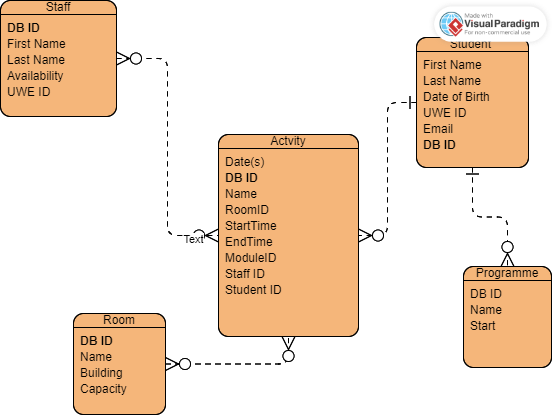 Staff
DB ID
First Name
Last Name
Availability
UWE ID
Made with
VisualParadigm
For non-commercial use
Student
First Name
Last Name
Date of Birth
UWE ID
Email
DB ID
Actvity
Date(s)
DB ID
Name
RoomID
StartTime
EndTime
ModuleID
Staff ID
Student ID
Text
Programme
DB ID
Name
Start
Room
DB ID
Name
Building
Capacity